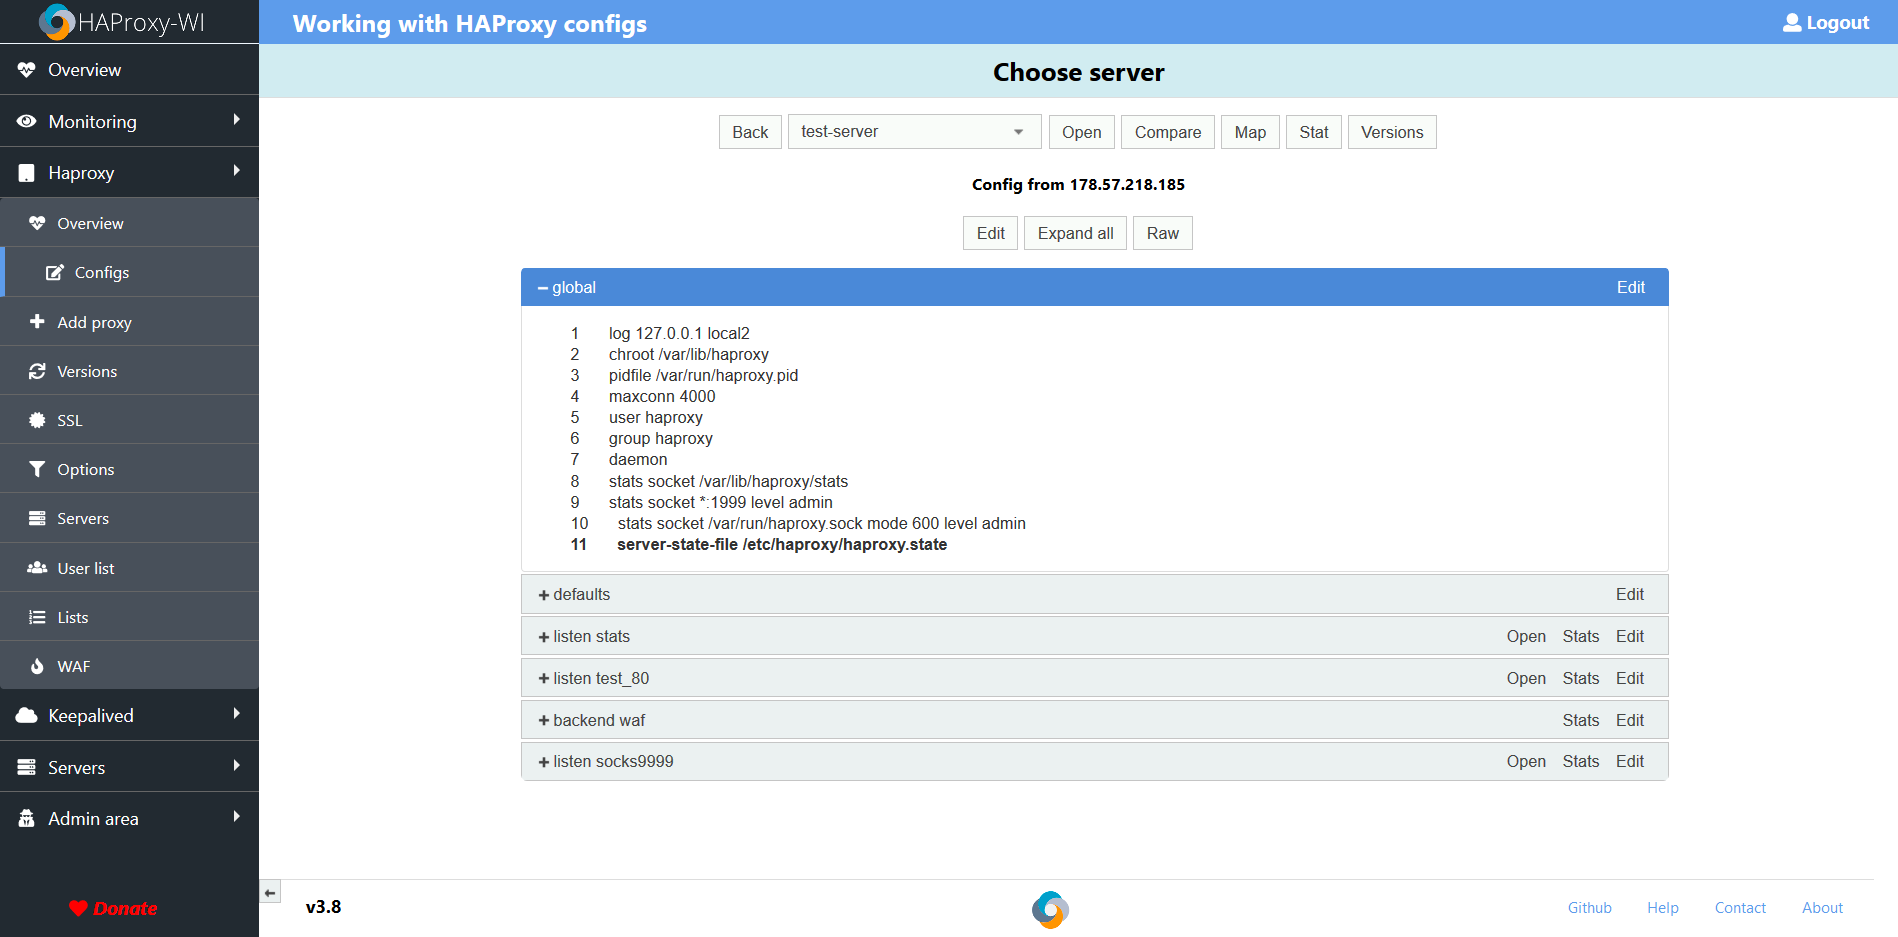 HAProxy-WI
Working with HAProxy configs
Logout
Overview
Choose server
Monitoring
Back test-server Open Compare Map Stat Versions
Haproxy
Config from 178.57.218.185
Overview
Edit Expand all Raw
Configs
global Edit
Add proxy
1 log 127.0.0.1 local2
2 chroot /var/lib/haproxy
3 pidfile /var/run/haproxy.pid
4 maxconn 4000
5 user haproxy
6 group haproxy
7 daemon
8 stats socket /var/lib/haproxy/stats
9 stats socket *:1999 level admin
10 stats socket /var/run/haproxy.sock mode 600 level admin
11 server-state-file /etc/haproxy/haproxy.state
Versions
SSL
Options
Servers
User list
Lists
WAF
defaults Edit
listen stats Open Stats Edit
listen test_80 Open Stats Edit
backend waf Stats Edit
listen socks9999 Open Stats Edit
Keepalived
Servers
Admin area
Donate
v3.8
Github Help Contact About